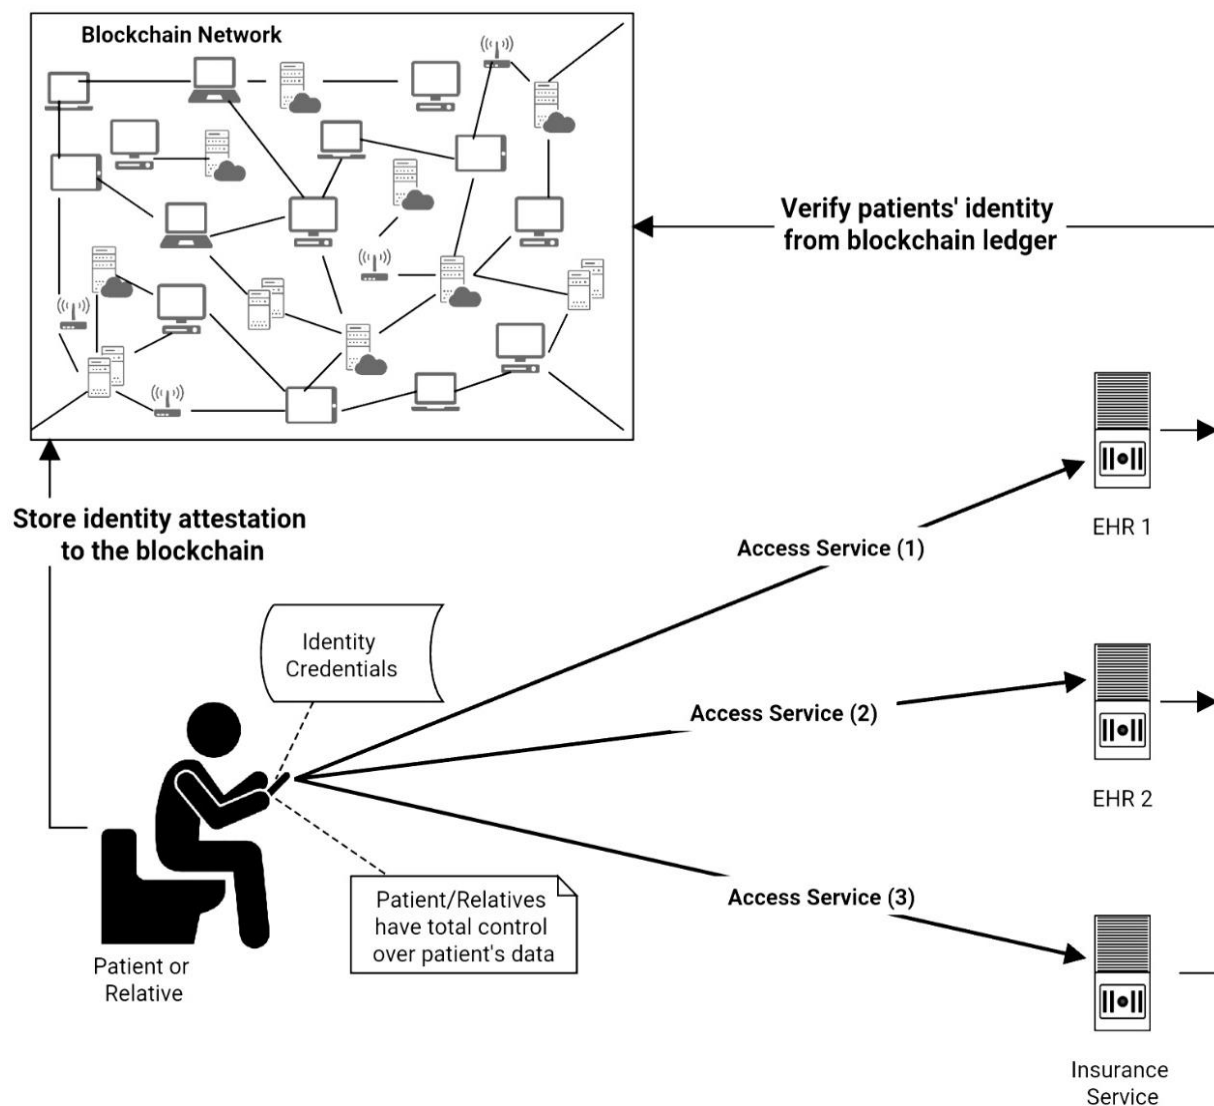 Blockchain Network
Verify patients' identity
from blockchain ledger
Store identity attestation
to the blockchain
EHR 1
Access Service (1)
Identity
Credentials
Access Service (2)
EHR 2
Patient/Relatives
have total control
over patient's data
Access Service (3)
Patient or
Relative
Insurance
Service